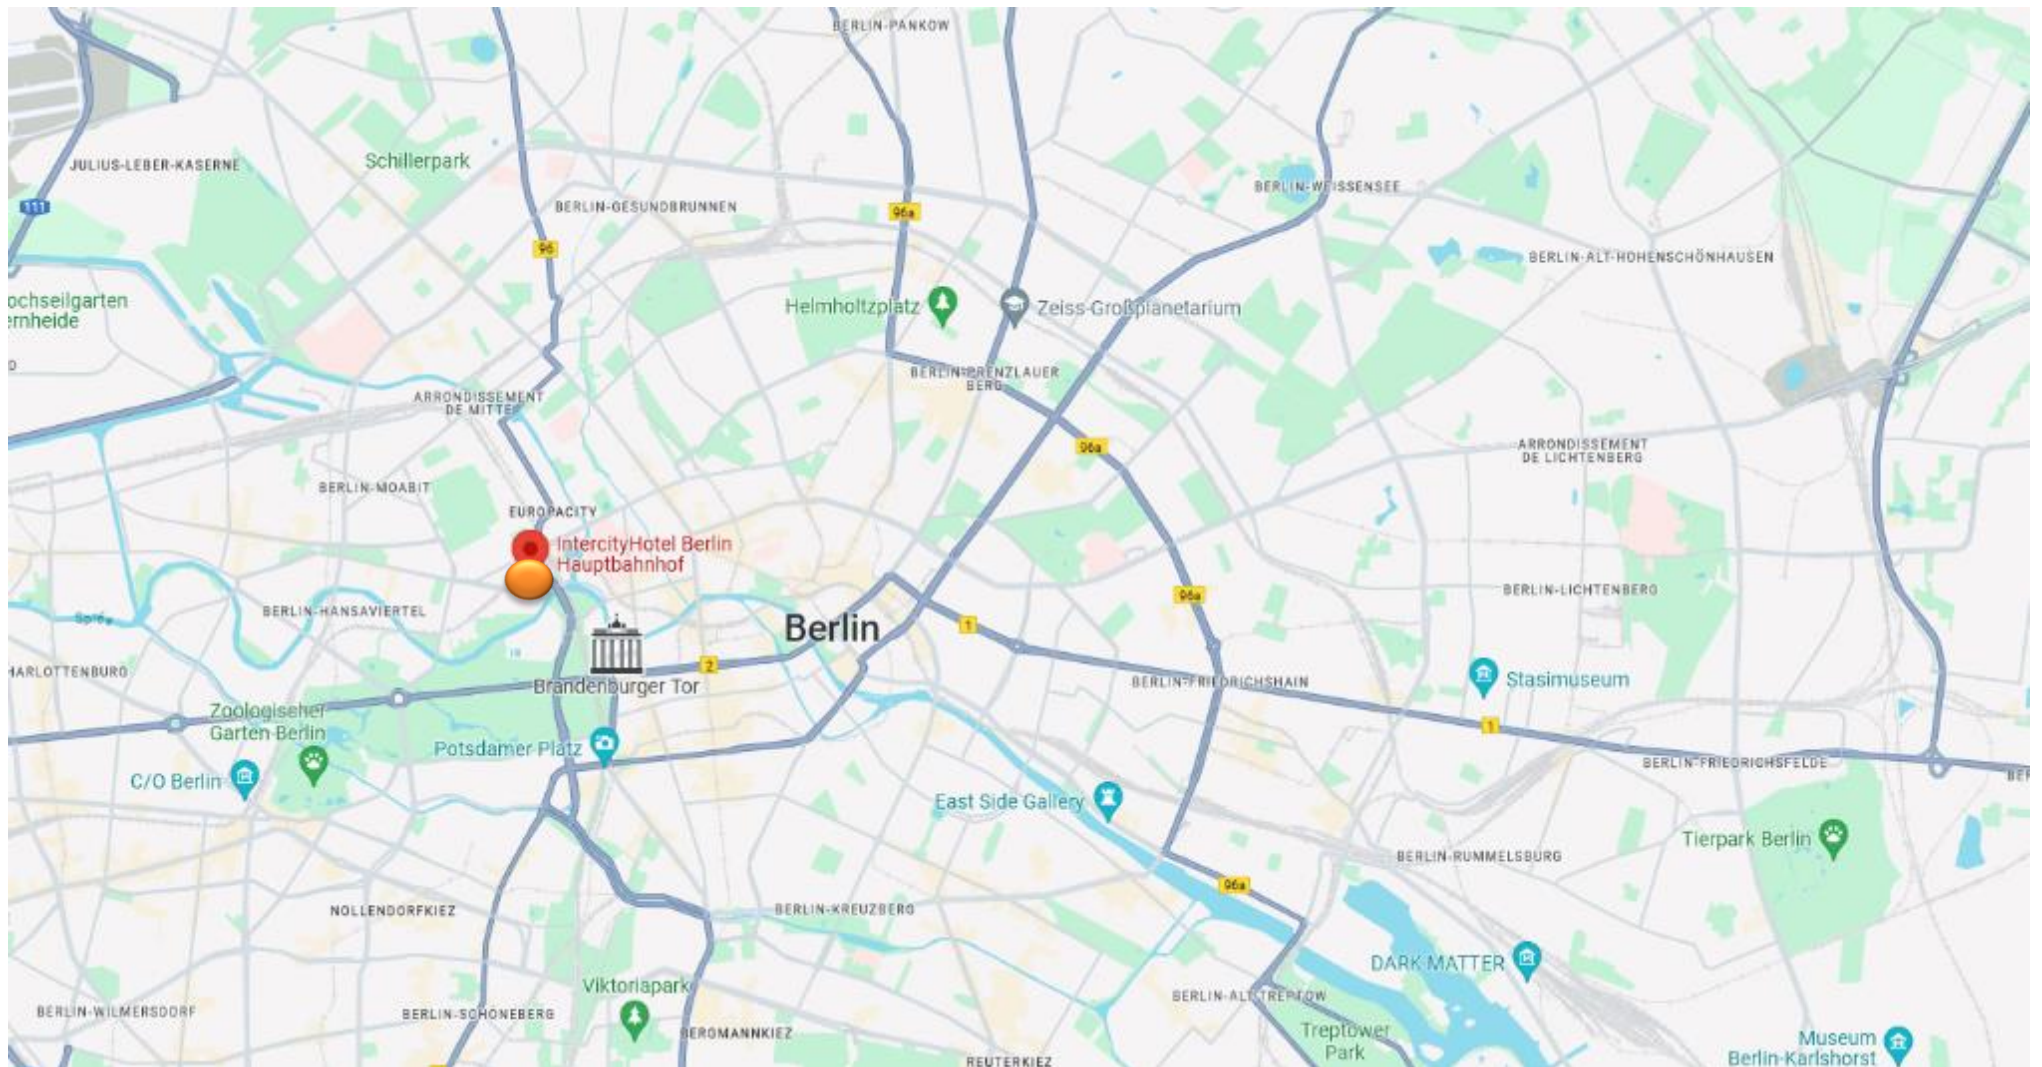 BERLIN-PANKOW
JULIUS-LEBER-KASERNE
Schillerpark
BERLIN-GESUNDBRUNNEN
BERLIN-WEISSENSEE
111
96a
96
BERLIN-ALT-HOHENSCHÖNHAUSEN
ochseilgarten
ernheide
Helmholtzplatz
Zeiss-Großplanetarium
BERLIN-PRENZLAUER
BERG
ARRONDISSEMENT
DE MITTE
96a
ARRONDISSEMENT
DE LICHTENBERG
BERLIN-MOABIT
EUROPACITY
IntercityHotel Berlin
Hauptbahnhof
BERLIN-HANSAVIERTEL
Spree
Berlin
1
96a
BERLIN-LICHTENBERG
HARLOTTENBURG
2
Brandenburger Tor
BERLIN-FRIEDRICHSHAIN
Stasimuseum
Zoologischer
Garten Berlin
1
Potsdamer Platz
C/O Berlin
BERLIN-FRIEDRICHSFELDE
BER
East Side Gallery
Tierpark Berlin
BERLIN-RUMMELSBURG
96a
NOLLENDORFKIEZ
BERLIN-KREUZBERG
DARK MATTER
Viktoriapark
BERLIN-ALT-TREPTOW
BERLIN-WILMERSDORF
BERLIN-SCHÖNEBERG
BERGMANNKIEZ
Treptower
Park
Museum
Berlin-Karlshorst
REUTERKIEZ